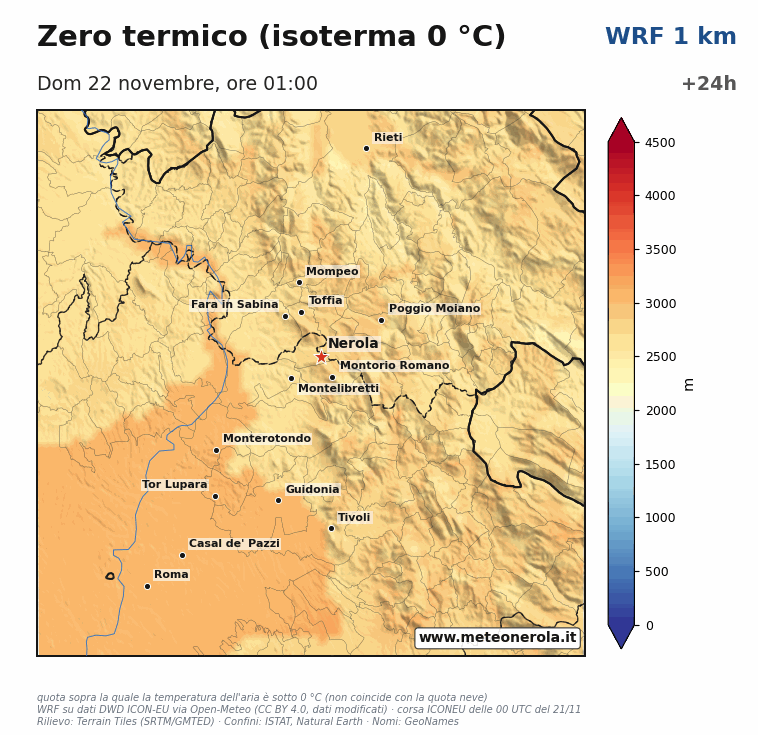 Zero termico (isoterma 0 °C)
WRF 1 km
Dom 22 novembre, ore 01:00
+24h
Rieti
Mompeo
Fara in Sabina
Toffia
Poggio Moiano
Nerola
Montorio Romano
Montelibretti
Monterotondo
Tor Lupara
Guidonia
Tivoli
Casal de' Pazzi
Roma
www.meteonerola.it
4500
4000
3500
3000
2500
2000
1500
1000
500
0
m
quota sopra la quale la temperatura dell'aria è sotto 0 °C (non coincide con la quota neve)
WRF su dati DWD ICON-EU via Open-Meteo (CC BY 4.0, dati modificati) · corsa ICONEU delle 00 UTC del 21/11
Rilievo: Terrain Tiles (SRTM/GMTED) · Confini: ISTAT, Natural Earth · Nomi: GeoNames